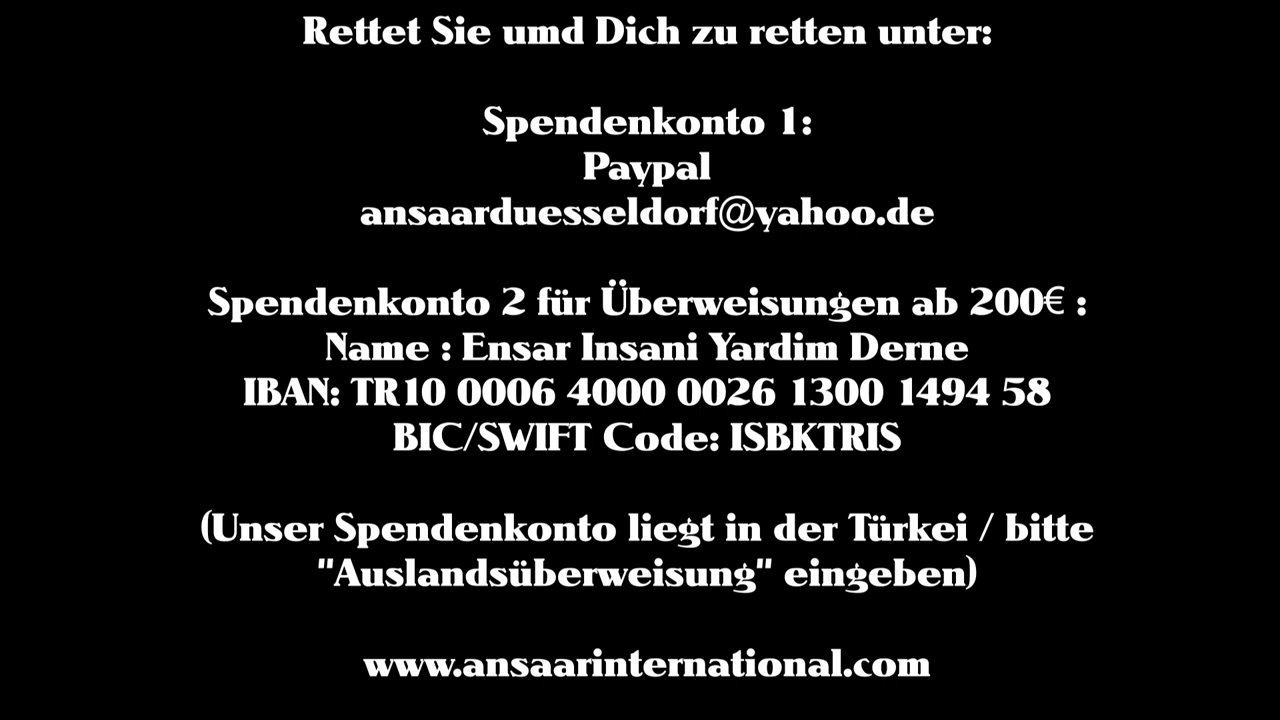 Rettet Sie umd Dich zu retten unter:
Spendenkonto 1:
Paypal
ansaarduesseldorf@yahoo.de
Spendenkonto 2 für Überweisungen ab 200€ :
Name : Ensar Insani Yardim Derne
IBAN: TR10 0006 4000 0026 1300 1494 58
BIC/SWIFT Code: ISBKTRIS
(Unser Spendenkonto liegt in der Türkei / bitte
"Auslandsüberweisung" eingeben)
www.ansaarinternational.com